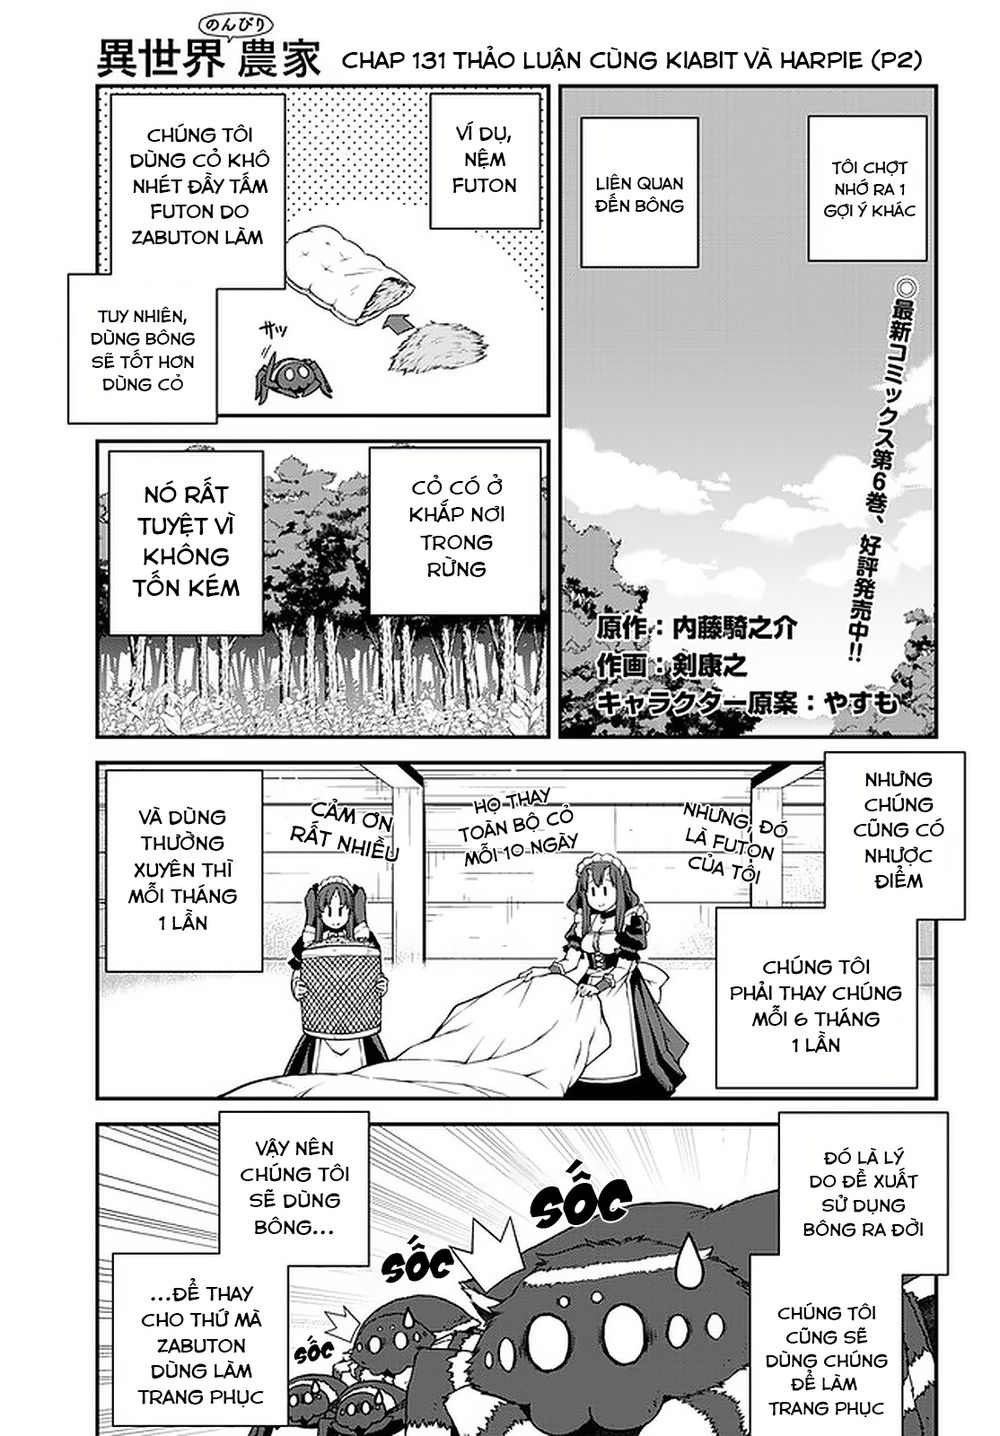 のんびり
異世界 農家
CHAP 131 THẢO LUẬN CÙNG KIABIT VÀ HARPIE (P2)
TÔI CHỢT
NHỚ RA 1
GỢI Ý KHÁC
LIÊN QUAN
ĐẾN BÔNG
◎最新コミックス第6巻、好評発売中!!
原作：内藤騎之介
作画：剣康之
キャラクター原案：やすも
VÍ DỤ,
NỆM
FUTON
CHÚNG TÔI
DÙNG CỎ KHÔ
NHÉT ĐẦY TẤM
FUTON DO
ZABUTON LÀM
TUY NHIÊN,
DÙNG BÔNG
SẼ TỐT HƠN
DÙNG CỎ
サッ
CỎ CÓ Ở
KHẮP NƠI
TRONG
RỪNG
NÓ RẤT
TUYỆT VÌ
KHÔNG
TỐN KÉM
NHƯNG
CHÚNG
CŨNG CÓ
NHƯỢC
ĐIỂM
CHÚNG TÔI
PHẢI THAY CHÚNG
MỖI 6 THÁNG
1 LẦN
NHƯNG, ĐÓ
LÀ FUTON
CỦA TÔI
HỌ THAY
TOÀN BỘ CỎ
MỖI 10 NGÀY
CẢM ƠN
RẤT NHIỀU
VÀ DÙNG
THƯỜNG
XUYÊN THÌ
MỖI THÁNG
1 LẦN
ĐÓ LÀ LÝ
DO ĐỀ XUẤT
SỬ DỤNG
BÔNG RA ĐỜI
CHÚNG TÔI
CŨNG SẼ
DÙNG CHÚNG
ĐỂ LÀM
TRANG PHỤC
SỐC
SỐC
SỐC
VẬY NÊN
CHÚNG TÔI
SẼ DÙNG
BÔNG...
...ĐỂ THAY
CHO THỨ MÀ
ZABUTON
DÙNG LÀM
TRANG PHỤC